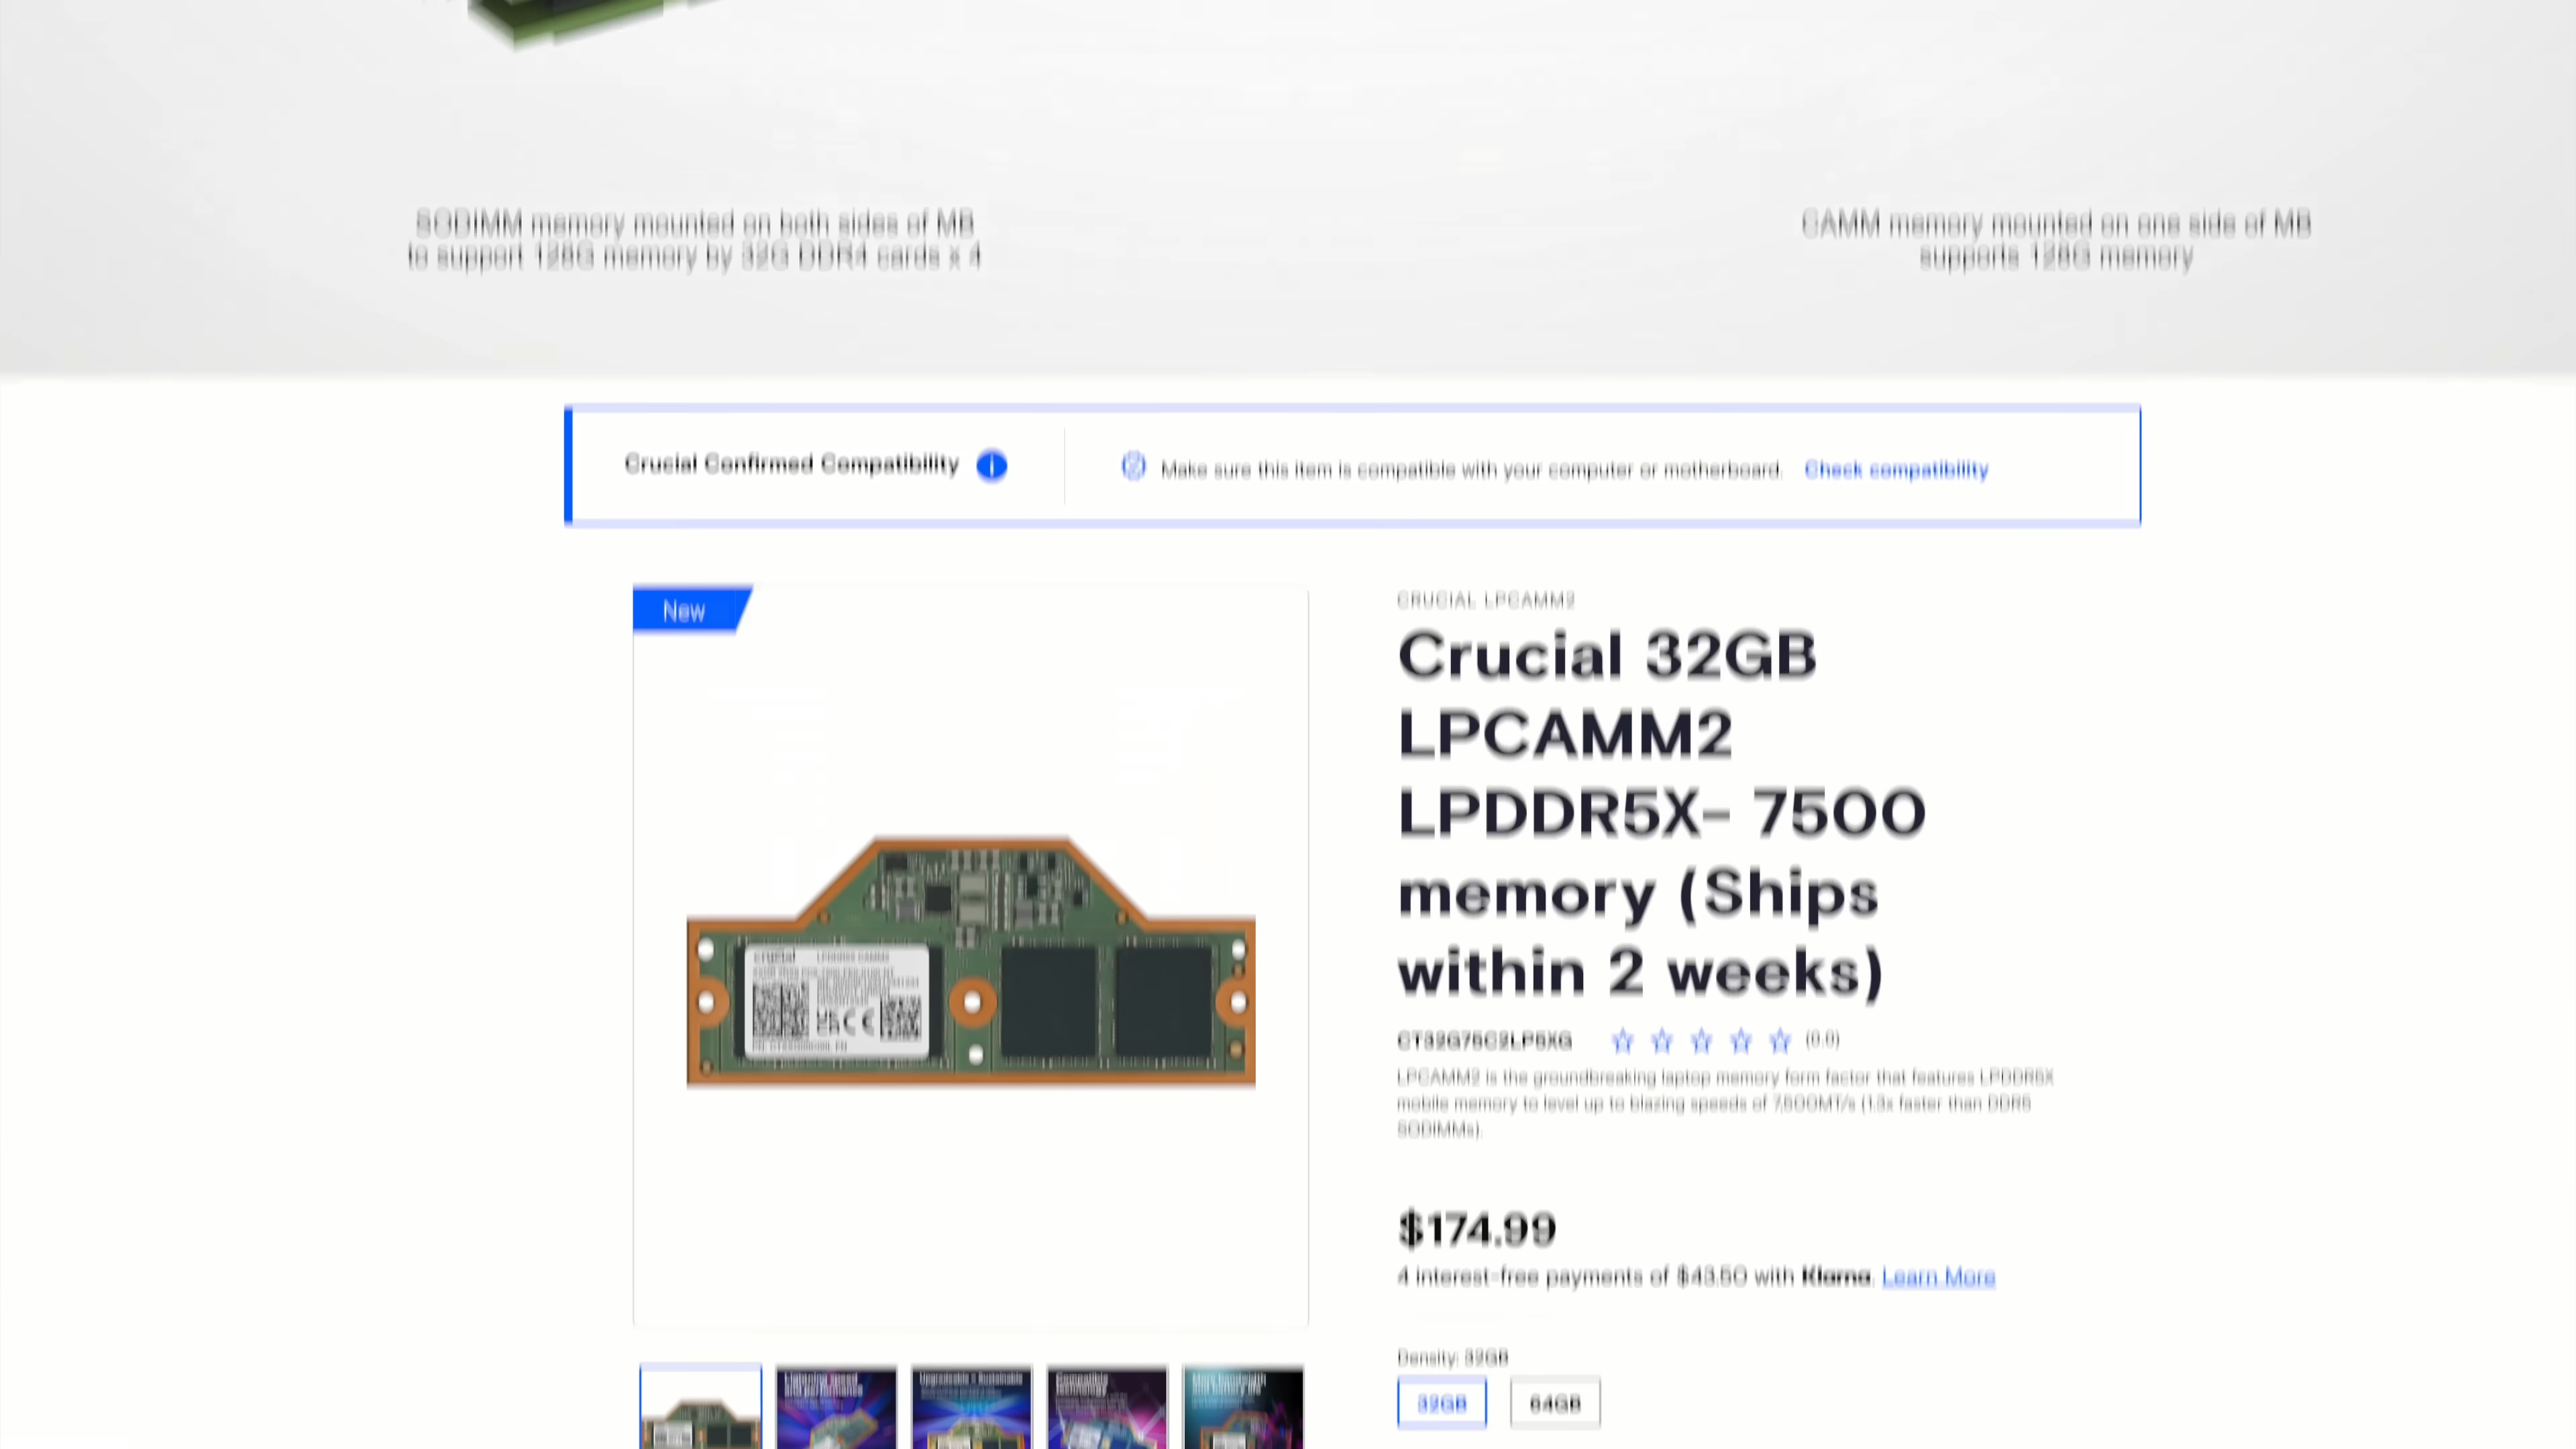 SODIMM memory mounted on both sides of MB
to support 128G memory by 32G DDR4 cards x 4
CAMM memory mounted on one side of MB
supports 128G memory
Crucial Confirmed Compatibility
Make sure this item is compatible with your computer or motherboard. Check compatibility
New
crucial
CRUCIAL LPCAMM2
Crucial 32GB
LPCAMM2
LPDDR5X- 7500
memory (Ships
within 2 weeks)
CT32G75C2LP5XG (0.0)
LPCAMM2 is the groundbreaking laptop memory form factor that features LPDDR5X
mobile memory to level up to blazing speeds of 7,500MT/s (1.3x faster than DDR5
SODIMMs).
$174.99
4 interest-free payments of $43.50 with Klarna. Learn More
Density: 32GB
32GB
64GB